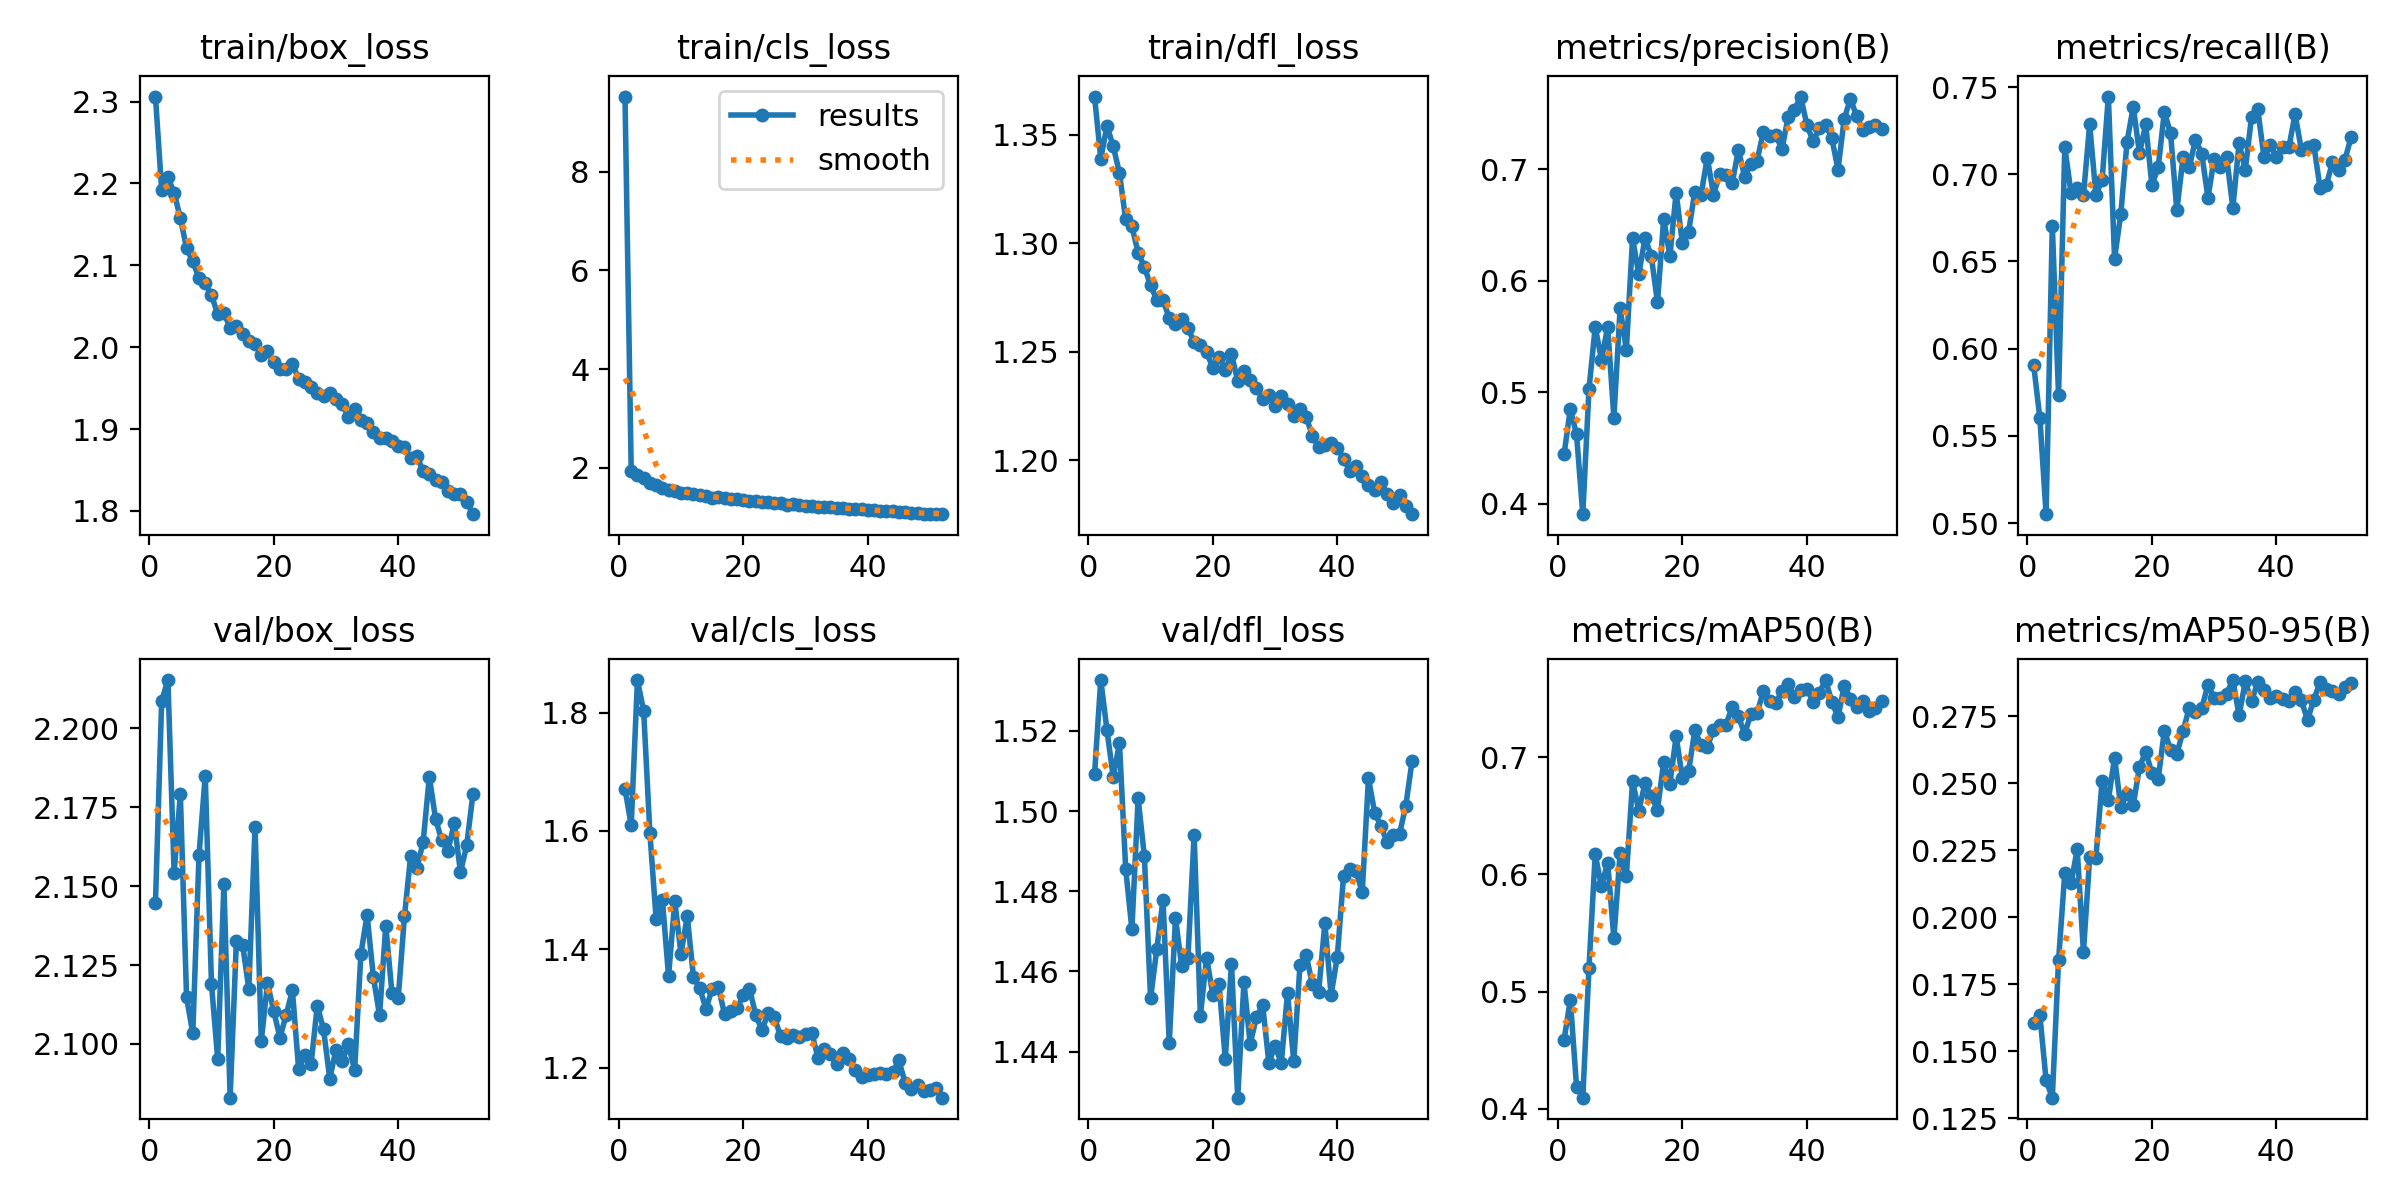 train/box_loss
train/cls_loss
train/dfl_loss
metrics/precision(B)
metrics/recall(B)
2.3
2.2
2.1
2.0
1.9
1.8
0 20 40
results
smooth
8
6
4
2
0 20 40
1.35
1.30
1.25
1.20
0 20 40
0.7
0.6
0.5
0.4
0 20 40
0.75
0.70
0.65
0.60
0.55
0.50
0 20 40
val/box_loss
val/cls_loss
val/dfl_loss
metrics/mAP50(B)
metrics/mAP50-95(B)
2.200
2.175
2.150
2.125
2.100
0 20 40
1.8
1.6
1.4
1.2
0 20 40
1.52
1.50
1.48
1.46
1.44
0 20 40
0.7
0.6
0.5
0.4
0 20 40
0.275
0.250
0.225
0.200
0.175
0.150
0.125
0 20 40